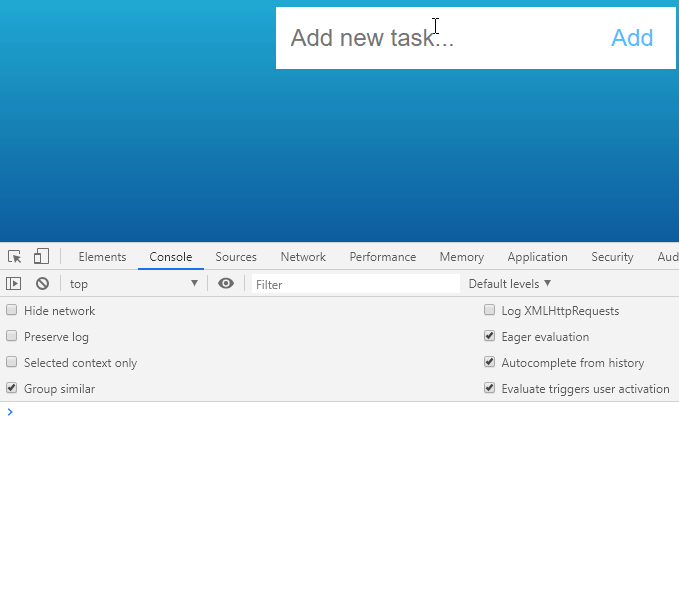 Add new task... Add
Elements Console Sources Network Performance Memory Application Security Aud
top Filter Default levels
Hide network Log XMLHttpRequests
Preserve log Eager evaluation
Selected context only Autocomplete from history
Group similar Evaluate triggers user activation